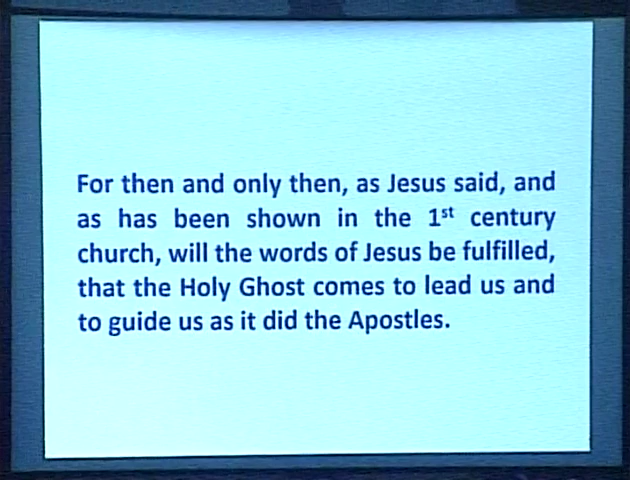 For then and only then, as Jesus said, and
as has been shown in the 1st century
church, will the words of Jesus be fulfilled,
that the Holy Ghost comes to lead us and
to guide us as it did the Apostles.